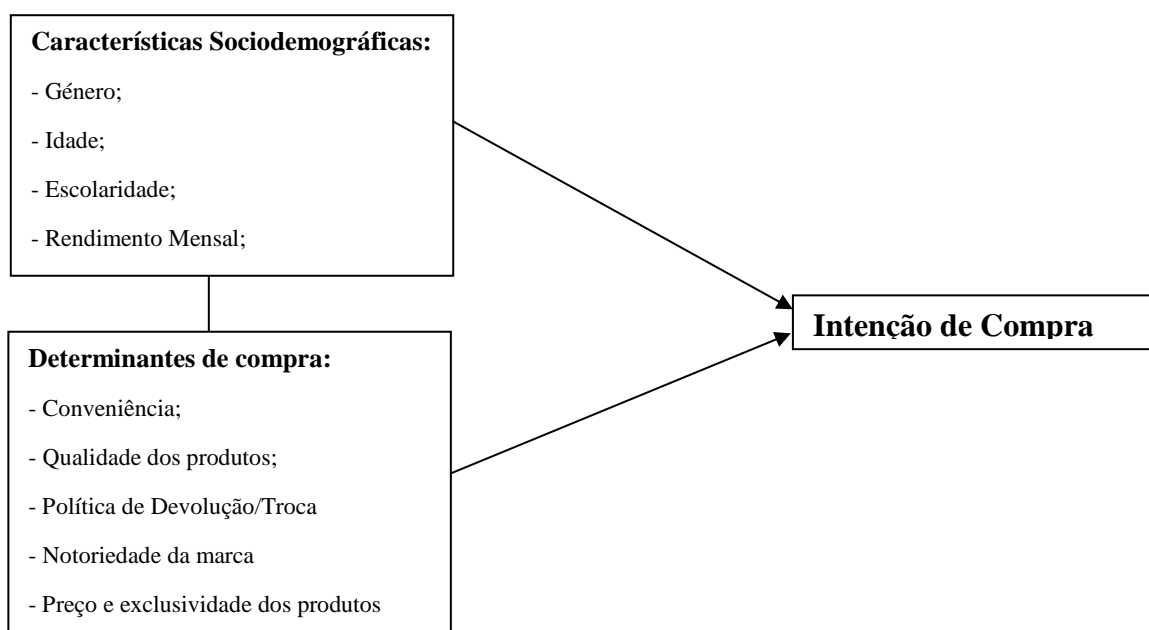 Características Sociodemográficas:
- Género;
- Idade;
- Escolaridade;
- Rendimento Mensal;
Intenção de Compra
Determinantes de compra:
- Conveniência;
- Qualidade dos produtos;
- Política de Devolução/Troca
- Notoriedade da marca
- Preço e exclusividade dos produtos